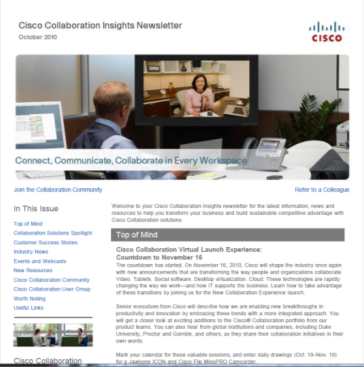 Cisco Collaboration Insights Newsletter
October 2010
CISCO
Connect, Communicate, Collaborate in Every Workspace
Join the Collaboration Community
Refer to a Colleague
In This Issue
Top of Mind
Collaboration Solutions Spotlight
Customer Success Stories
Industry News
Events and Webcasts
New Resources
Cisco Collaboration Community
Cisco Collaboration User Group
Worth Noting
Useful Links
Cisco Collaboration
Welcome to your Cisco Collaboration Insights newsletter for the latest information, news and
resources to help you transform your business and build sustainable competitive advantage with
Cisco Collaboration solutions.
Top of Mind
Cisco Collaboration Virtual Launch Experience:
Countdown to November 16
The countdown has started. On November 16, 2010, Cisco will shape the industry once again
with new announcements that are transforming the way people and organizations collaborate.
Video. Tablets. Social software. Desktop virtualization. Cloud. These technologies are rapidly
changing the way we work—and how IT supports the business. Learn how to take advantage
of these transitions by joining us for the New Collaboration Experience launch.
Senior executives from Cisco will describe how we are enabling new breakthroughs in
productivity and innovation by embracing these trends with a more integrated approach. You
will get a closer look at exciting additions to the Cisco® Collaboration portfolio from our
product teams. You can also hear from global institutions and companies, including Duke
University, Procter and Gamble, and others, as they share their collaboration initiatives in their
own words.
Mark your calendar for these valuable sessions, and enter daily drawings (Oct. 19–Nov. 19)
for a Jawbone ICON and Cisco Flip MinoPRO Camcorder.